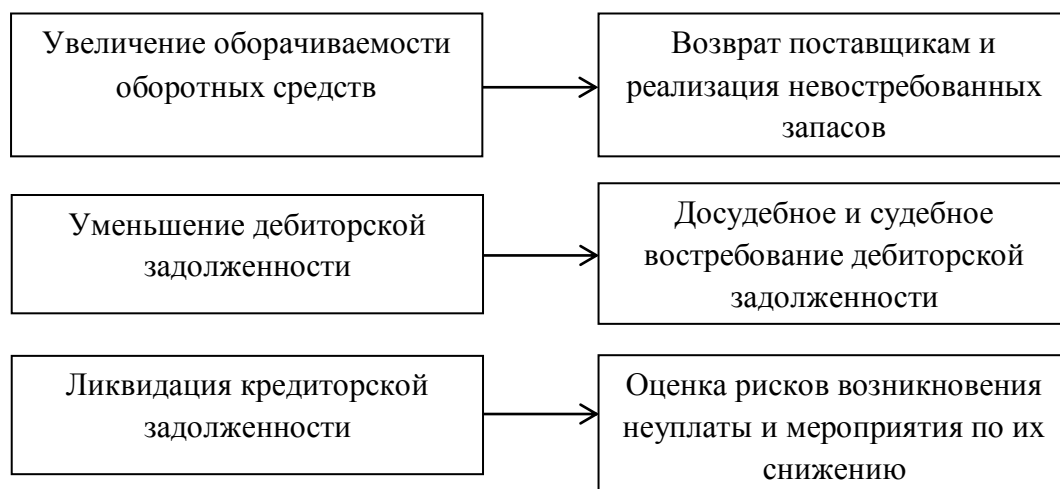 Увеличение оборачиваемости
оборотных средств
Возврат поставщикам и
реализация невостребованных
запасов
Уменьшение дебиторской
задолженности
Досудебное и судебное
востребование дебиторской
задолженности
Ликвидация кредиторской
задолженности
Оценка рисков возникновения
неуплаты и мероприятия по их
снижению